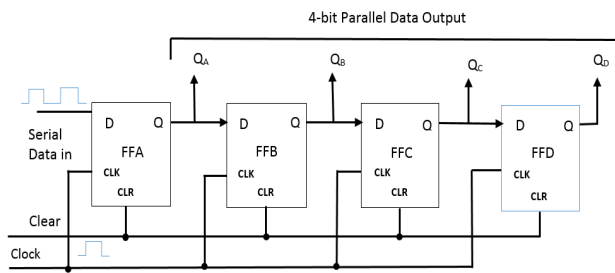 4-bit Parallel Data Output
QA QB QC QD
D Q D Q D Q D Q
Serial
Data in
FFA FFB FFC FFD
CLK CLK CLK CLK
CLR CLR CLR CLR
Clear
Clock